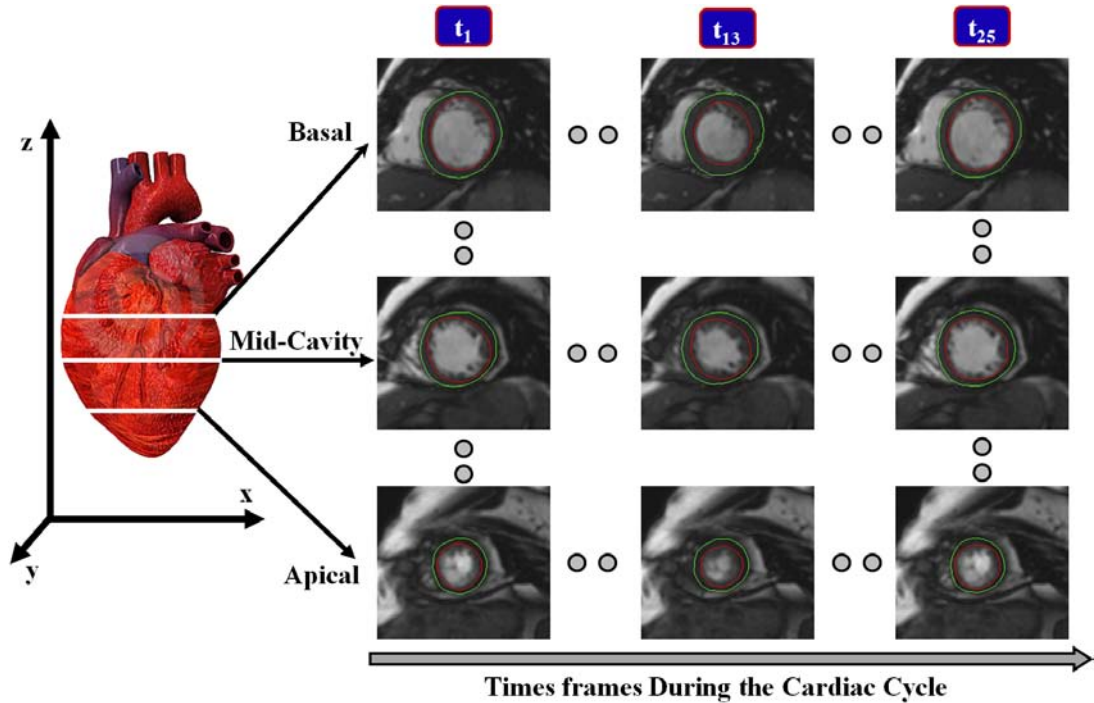 t₁ t₁₃ t₂₅
z
Basal
Mid-Cavity
x
y
Apical
Times frames During the Cardiac Cycle